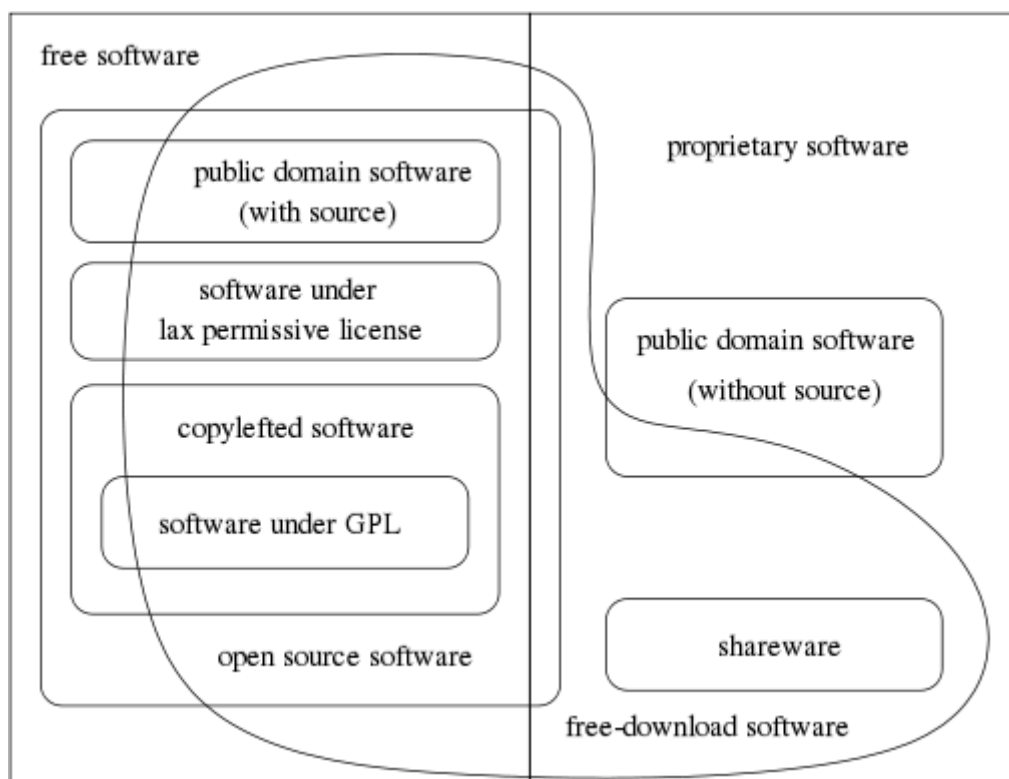 free software
proprietary software
public domain software
(with source)
software under
lax permissive license
public domain software
(without source)
copylefted software
software under GPL
shareware
open source software
free-download software